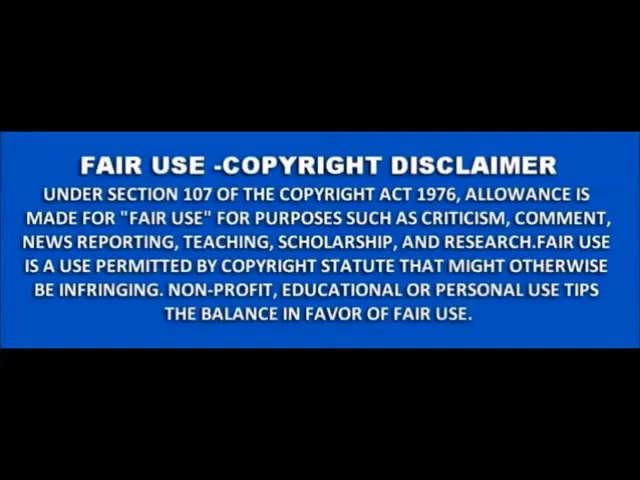 FAIR USE -COPYRIGHT DISCLAIMER
UNDER SECTION 107 OF THE COPYRIGHT ACT 1976, ALLOWANCE IS
MADE FOR "FAIR USE" FOR PURPOSES SUCH AS CRITICISM, COMMENT,
NEWS REPORTING, TEACHING, SCHOLARSHIP, AND RESEARCH.FAIR USE
IS A USE PERMITTED BY COPYRIGHT STATUTE THAT MIGHT OTHERWISE
BE INFRINGING. NON-PROFIT, EDUCATIONAL OR PERSONAL USE TIPS
THE BALANCE IN FAVOR OF FAIR USE.